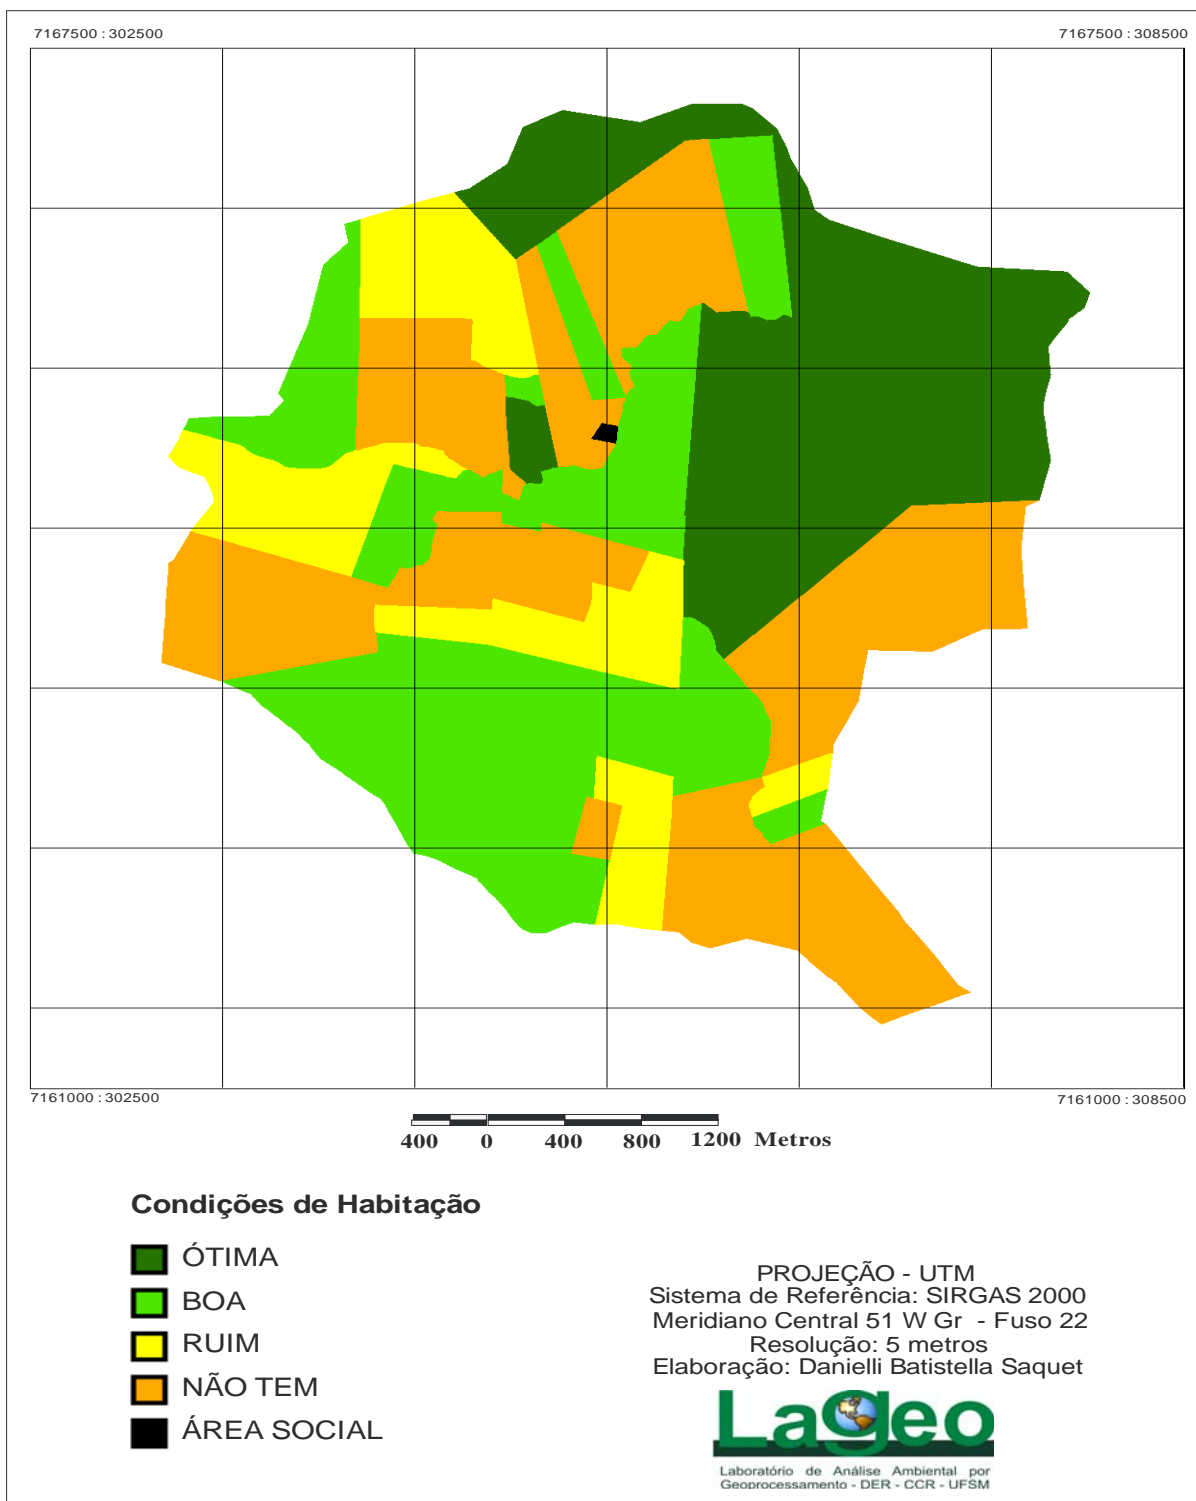 7167500 : 302500
7167500 : 308500
7161000 : 302500
7161000 : 308500
400 0 400 800 1200 Metros
Condições de Habitação
ÓTIMA
BOA
RUIM
NÃO TEM
ÁREA SOCIAL
PROJEÇÃO - UTM
Sistema de Referência: SIRGAS 2000
Meridiano Central 51 W Gr - Fuso 22
Resolução: 5 metros
Elaboração: Danielli Batistella Saquet
LaGeo
Laboratório de Análise Ambiental por
Geoprocessamento - DER - CCR - UFSM